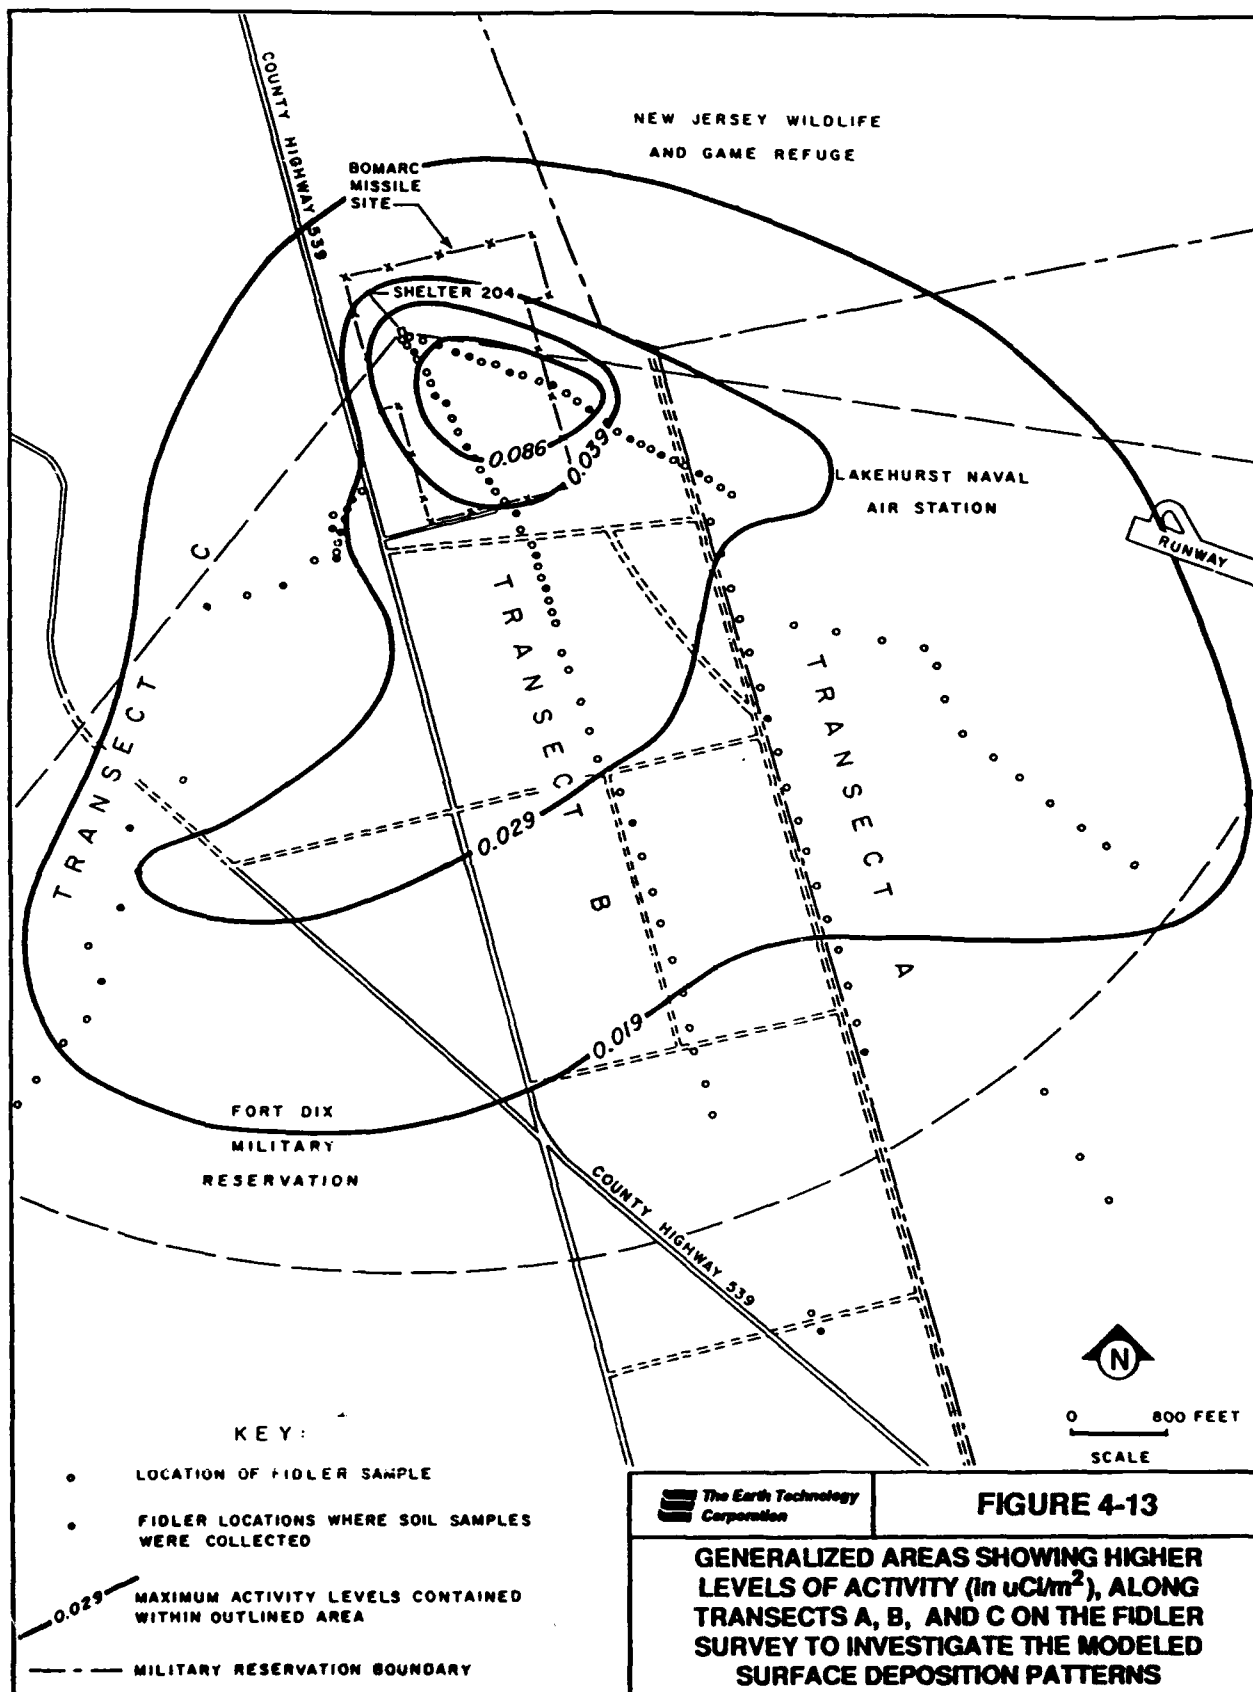 COUNTY HIGHWAY 539
NEW JERSEY WILDLIFE
AND GAME REFUGE
BOMARC
MISSILE
SITE
SHELTER 204
0.086
0.039
LAKEHURST NAVAL
AIR STATION
RUNWAY
TRANSECT C
TRANSECT B
TRANSECT A
0.029
0.019
FORT DIX
MILITARY
RESERVATION
COUNTY HIGHWAY 539
N
0 800 FEET
SCALE
KEY:
LOCATION OF FIDLER SAMPLE
FIDLER LOCATIONS WHERE SOIL SAMPLES
WERE COLLECTED
0.029
MAXIMUM ACTIVITY LEVELS CONTAINED
WITHIN OUTLINED AREA
MILITARY RESERVATION BOUNDARY
The Earth Technology
Corporation
FIGURE 4-13
GENERALIZED AREAS SHOWING HIGHER
LEVELS OF ACTIVITY (in uCi/m²), ALONG
TRANSECTS A, B, AND C ON THE FIDLER
SURVEY TO INVESTIGATE THE MODELED
SURFACE DEPOSITION PATTERNS